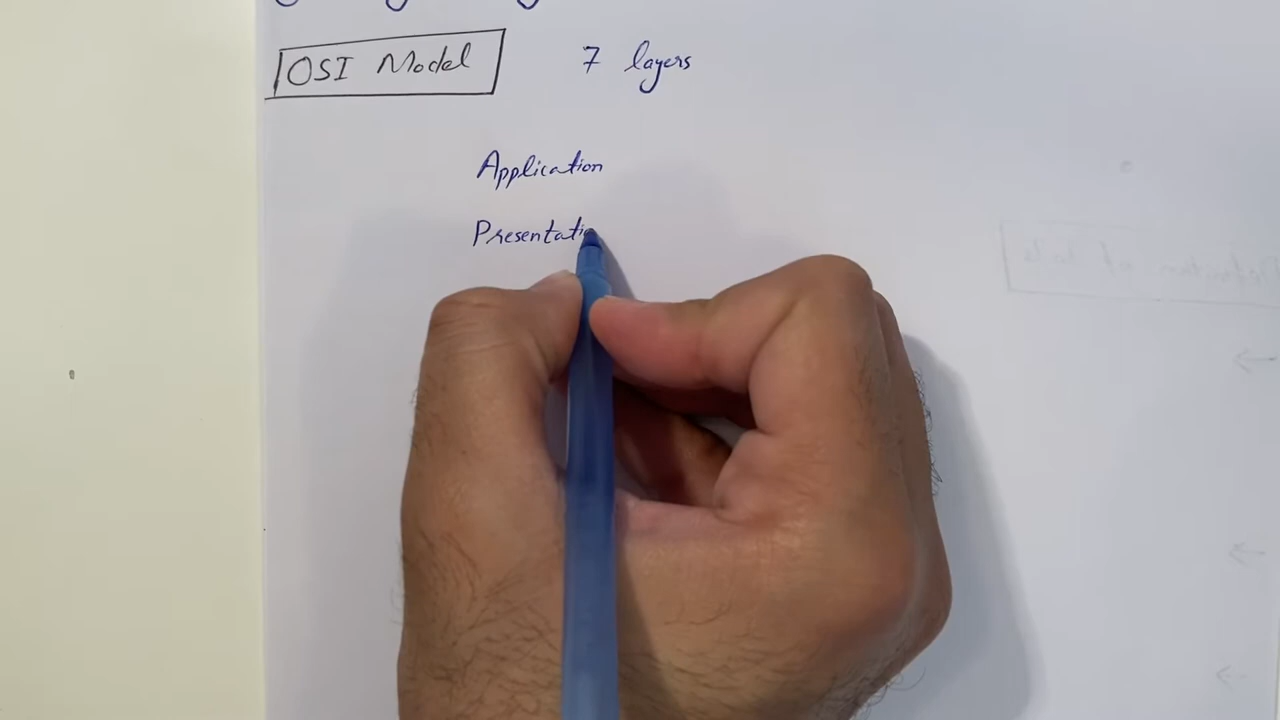 OSI Model 7 layers
Application
Presentatio